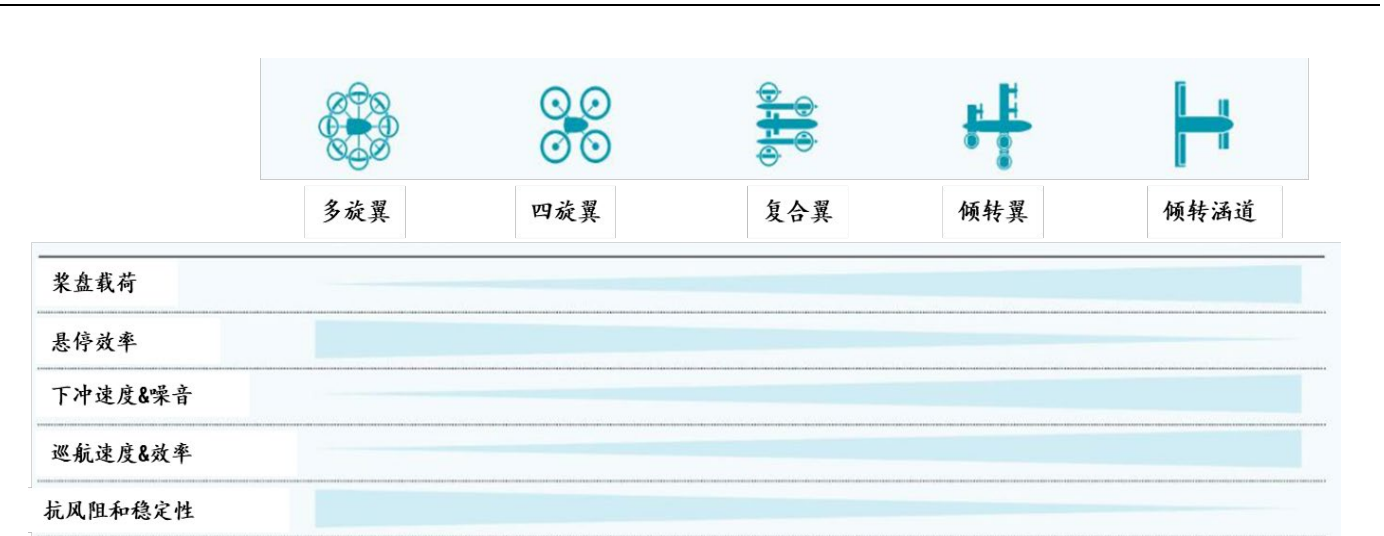 多旋翼
四旋翼
复合翼
倾转翼
倾转涵道
桨盘载荷
悬停效率
下冲速度&噪音
巡航速度&效率
抗风阻和稳定性